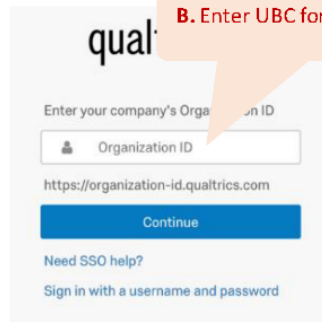 B. Enter UBC for
qual
Enter your company's Orga on ID
Organization ID
https://organization-id.qualtrics.com
Continue
Need SSO help?
Sign in with a username and password